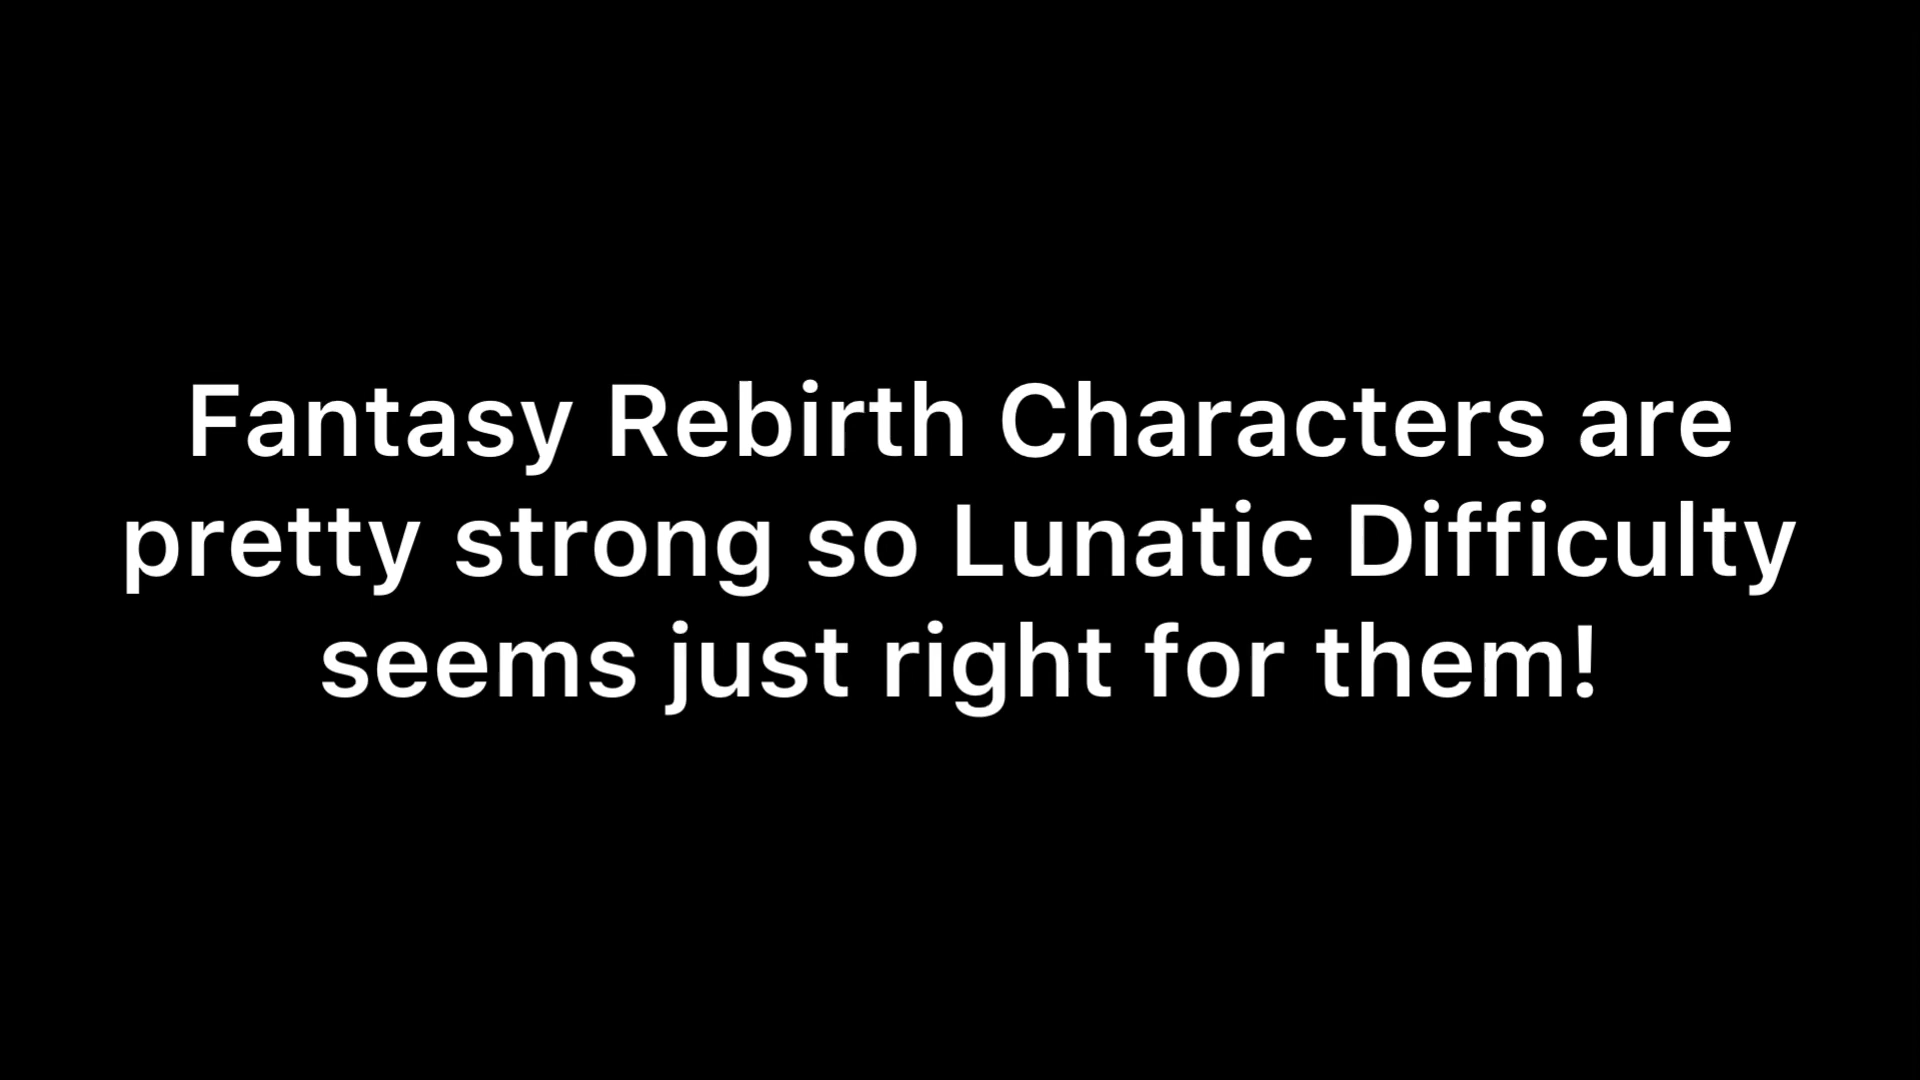 Fantasy Rebirth Characters are
pretty strong so Lunatic Difficulty
seems just right for them!